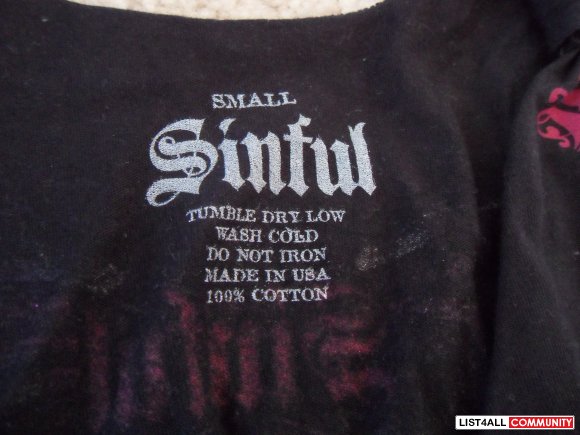 SMALL
Sinful
TUMBLE DRY LOW
WASH COLD
DO NOT IRON
MADE IN USA
100% COTTON
LIST4ALL COMMUNITY